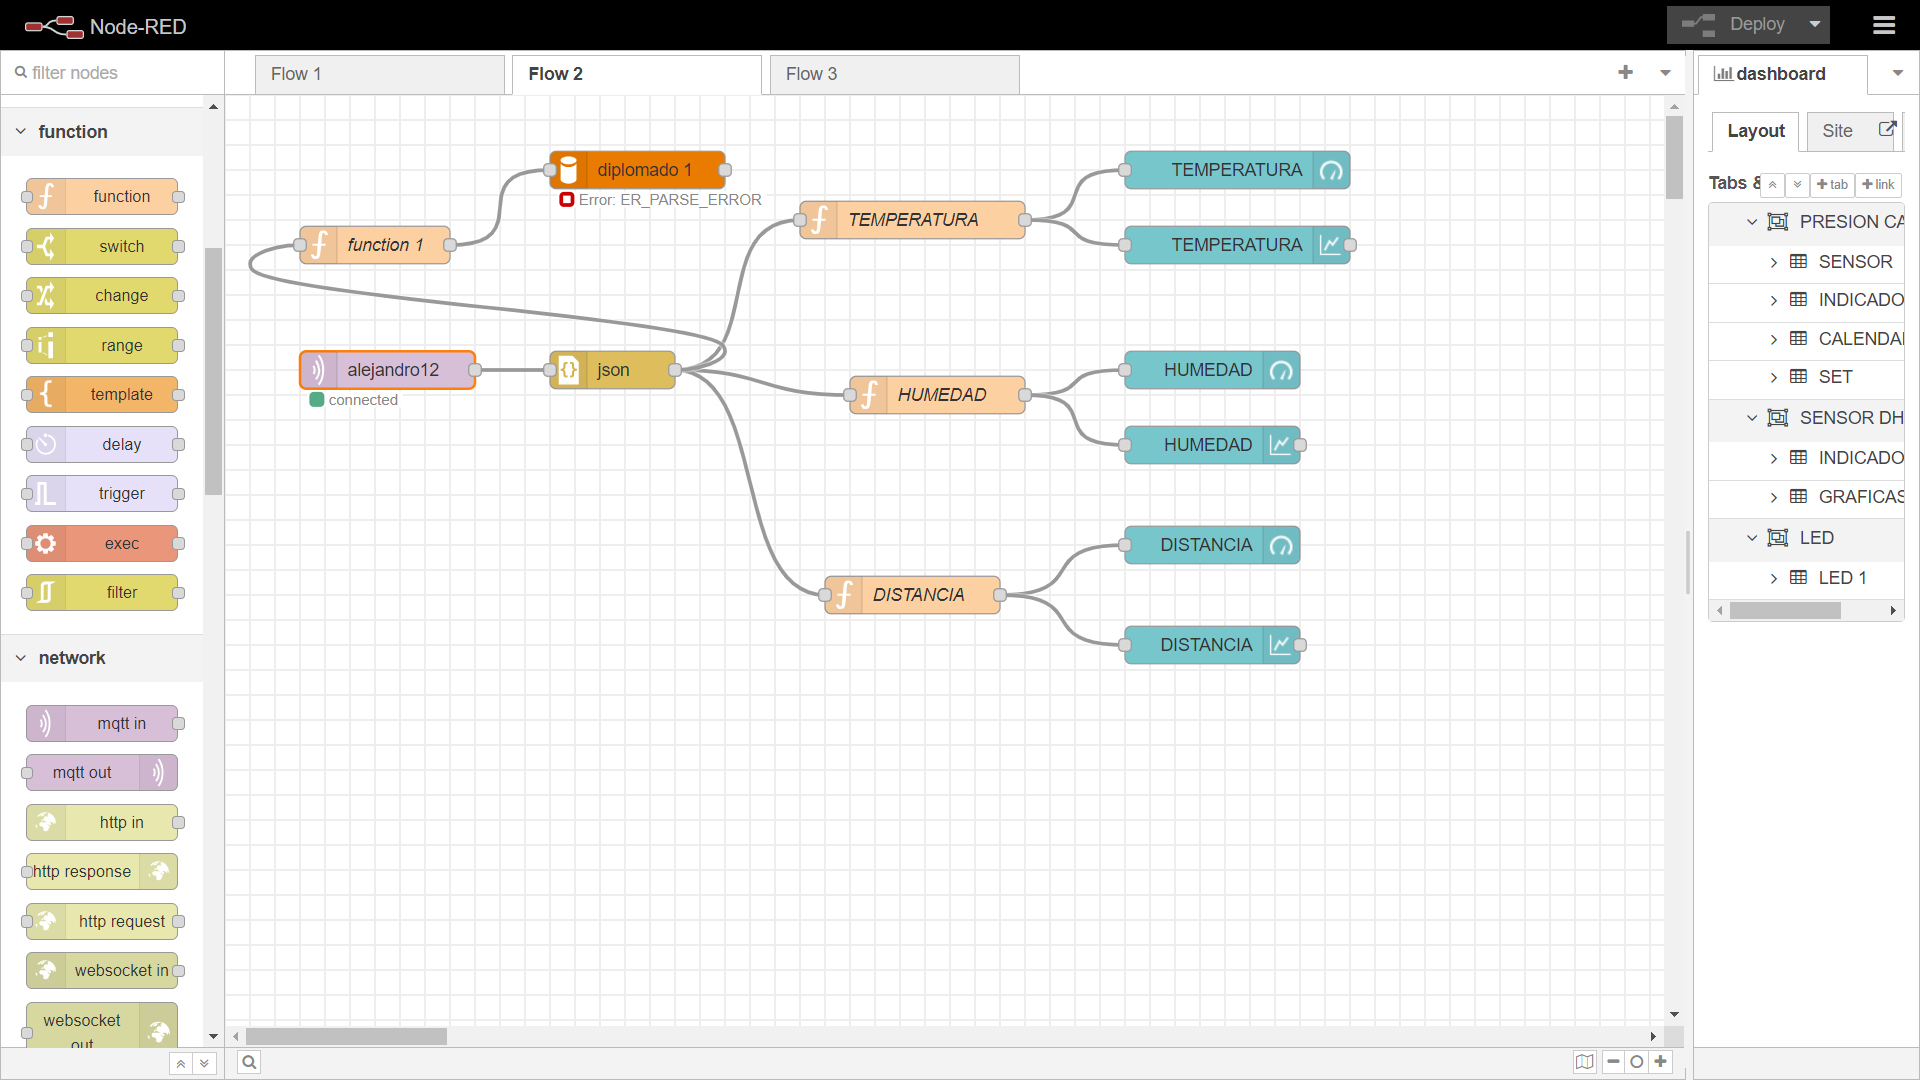 Node-RED
Deploy
filter nodes
Flow 1
Flow 2
Flow 3
dashboard
function
function
switch
change
range
template
delay
trigger
exec
filter
network
mqtt in
mqtt out
http in
http response
http request
websocket in
websocket
out
diplomado 1
Error: ER_PARSE_ERROR
function 1
alejandro12
connected
json
TEMPERATURA
TEMPERATURA
TEMPERATURA
HUMEDAD
HUMEDAD
HUMEDAD
DISTANCIA
DISTANCIA
DISTANCIA
Layout
Site
Tabs &
tab
link
PRESION CA
SENSOR
INDICADO
CALENDA
SET
SENSOR DH
INDICADO
GRAFICAS
LED
LED 1